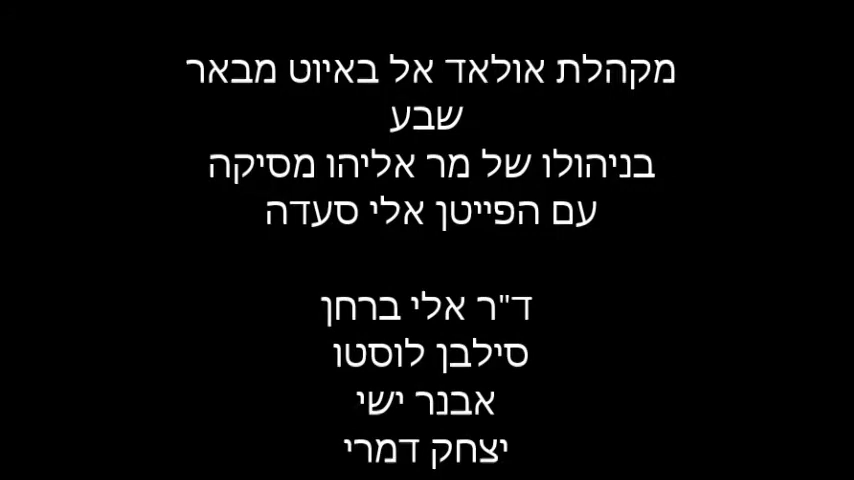 מקהלת אולאד אל באיוט מבאר
שבע
בניהולו של מר אליהו מסיקה
עם הפייטן אלי סעדה
ד"ר אלי ברחן
סילבן לוסטו
אבנר ישי
יצחק דמרי